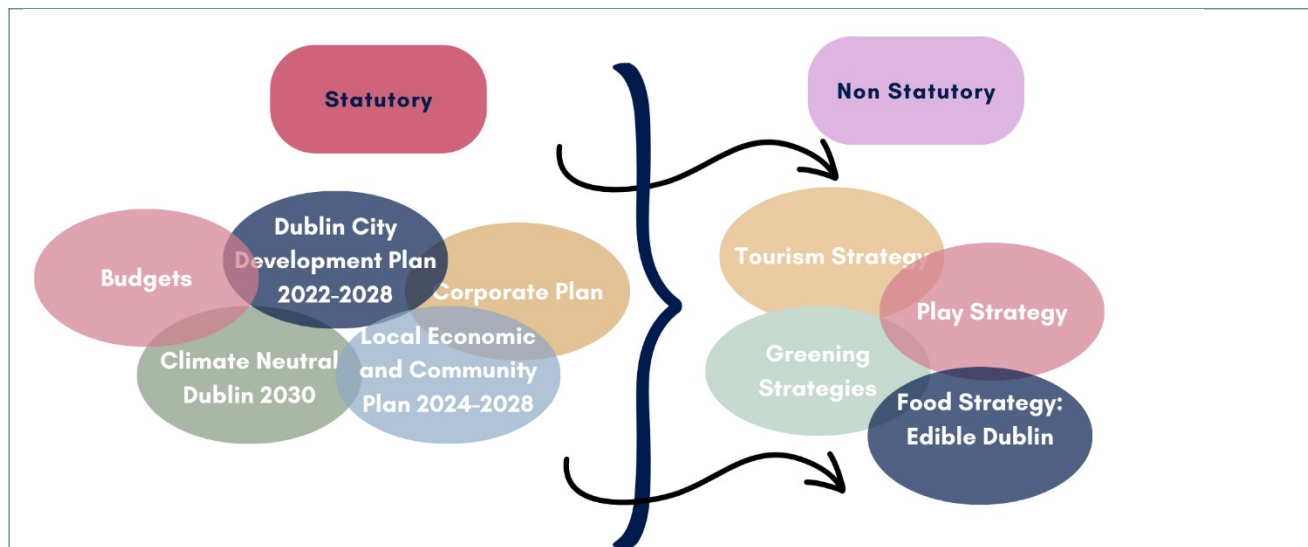 Statutory
Non Statutory
Budgets
Dublin City
Development Plan
2022-2028
Corporate Plan
Climate Neutral
Dublin 2030
Local Economic
and Community
Plan 2024-2028
Tourism Strategy
Play Strategy
Greening
Strategies
Food Strategy:
Edible Dublin